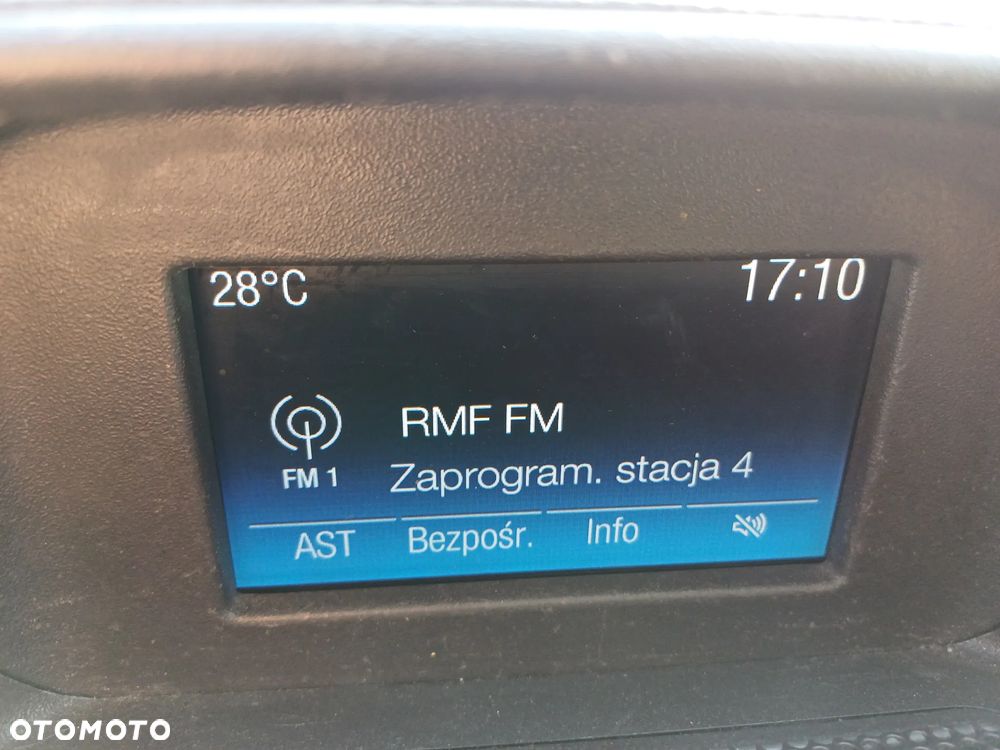 28°C 17:10
RMF FM
FM 1 Zaprogram. stacja 4
AST Bezpośr. Info
OTOMOTO